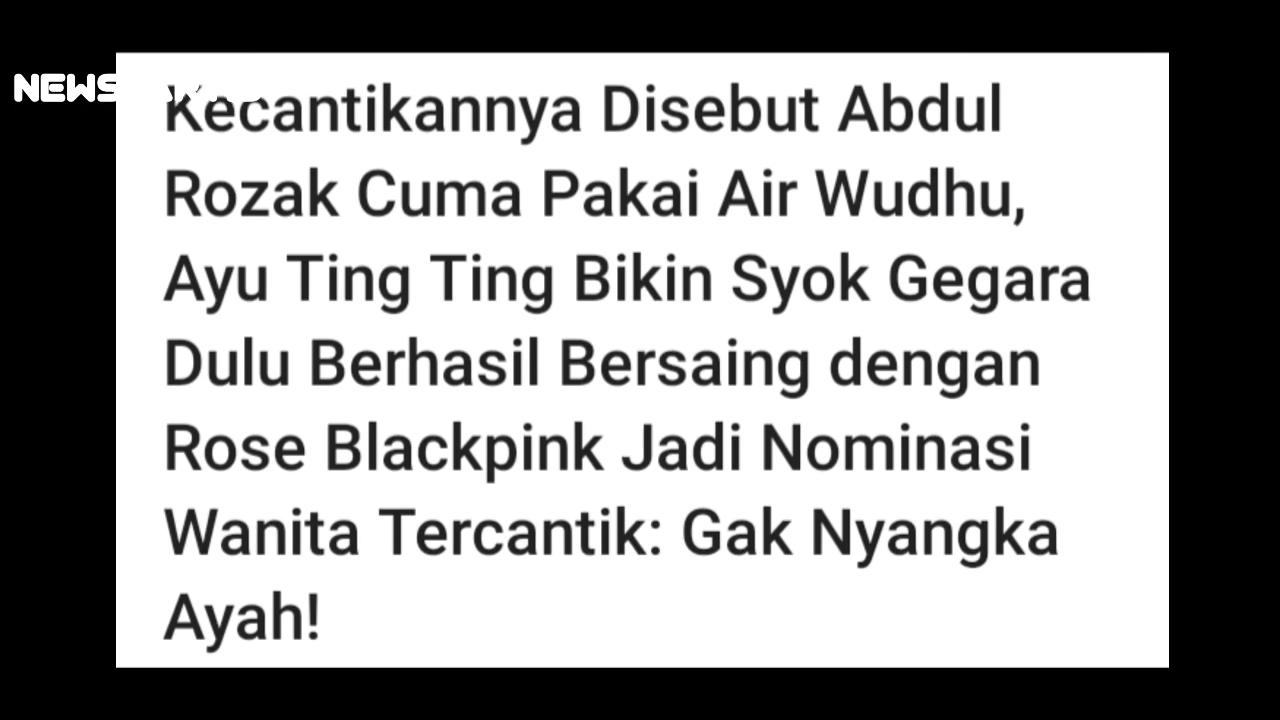 NEWS
Kecantikannya Disebut Abdul
Rozak Cuma Pakai Air Wudhu,
Ayu Ting Ting Bikin Syok Gegara
Dulu Berhasil Bersaing dengan
Rose Blackpink Jadi Nominasi
Wanita Tercantik: Gak Nyangka
Ayah!